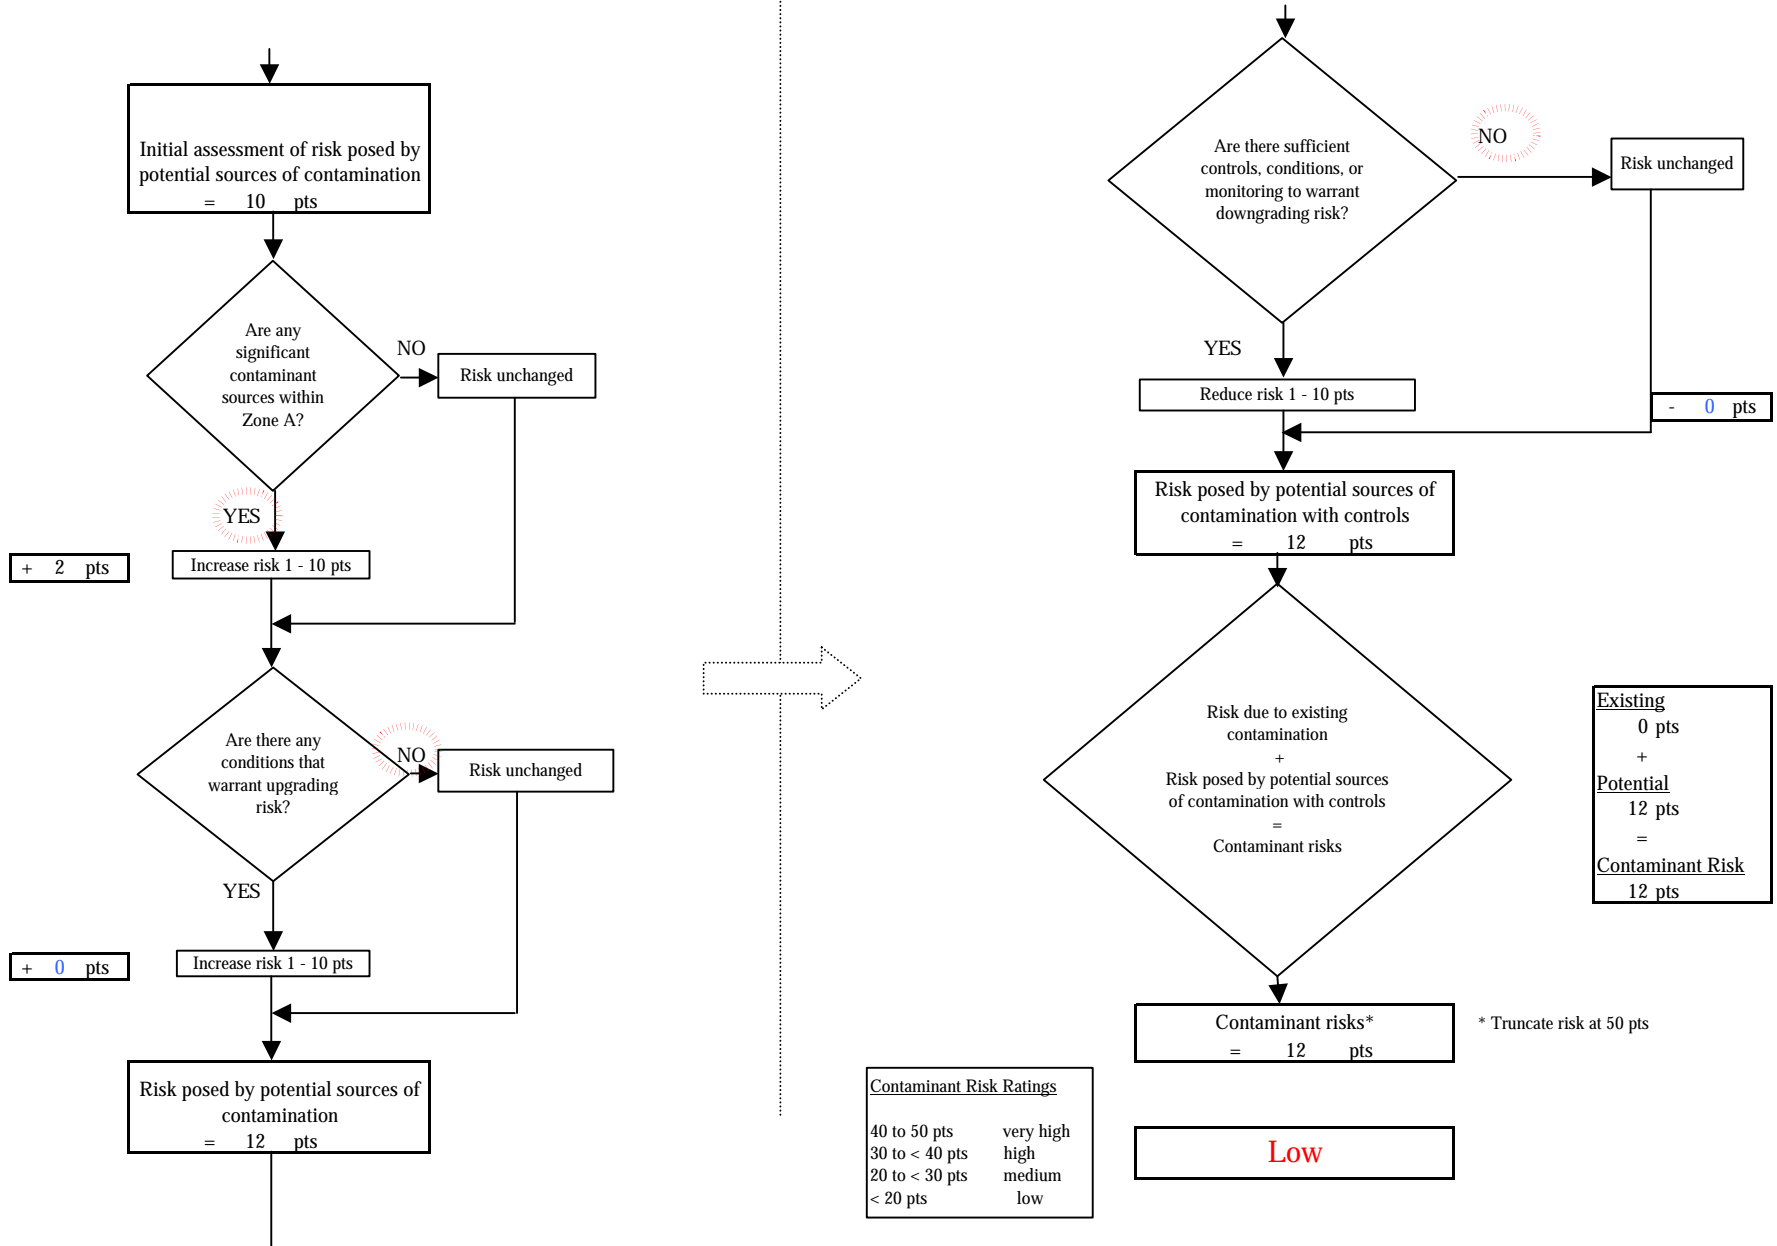 Initial assessment of risk posed by
potential sources of contamination
= 10 pts
Are any
significant
contaminant
sources within
Zone A?
NO
Risk unchanged
YES
+ 2 pts
Increase risk 1 - 10 pts
Are there any
conditions that
warrant upgrading
risk?
NO
Risk unchanged
YES
+ 0 pts
Increase risk 1 - 10 pts
Risk posed by potential sources of
contamination
= 12 pts
Are there sufficient
controls, conditions, or
monitoring to warrant
downgrading risk?
NO
Risk unchanged
YES
Reduce risk 1 - 10 pts
- 0 pts
Risk posed by potential sources of
contamination with controls
= 12 pts
Risk due to existing
contamination
+
Risk posed by potential sources
of contamination with controls
=
Contaminant risks
Existing
0 pts
+
Potential
12 pts
=
Contaminant Risk
12 pts
Contaminant risks*
= 12 pts
* Truncate risk at 50 pts
Contaminant Risk Ratings
40 to 50 pts very high
30 to < 40 pts high
20 to < 30 pts medium
< 20 pts low
Low